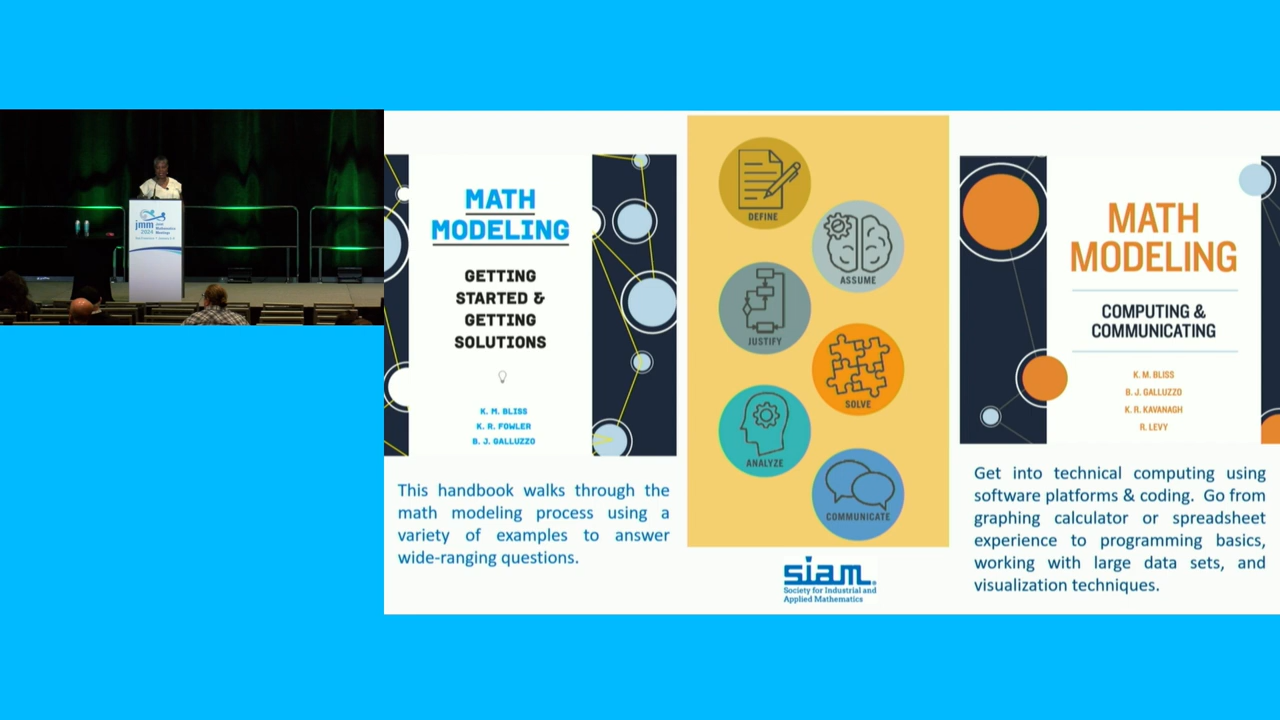 jmm
2024
Joint
Mathematics
Meetings
MATH
MODELING
GETTING
STARTED &
GETTING
SOLUTIONS
K. M. BLISS
K. R. FOWLER
B. J. GALLUZZO
This handbook walks through the
math modeling process using a
variety of examples to answer
wide-ranging questions.
DEFINE
ASSUME
JUSTIFY
SOLVE
ANALYZE
COMMUNICATE
siam.
Society for Industrial and
Applied Mathematics
MATH
MODELING
COMPUTING &
COMMUNICATING
K. M. BLISS
B. J. GALLUZZO
K. R. KAVANAGH
R. LEVY
Get into technical computing using
software platforms & coding. Go from
graphing calculator or spreadsheet
experience to programming basics,
working with large data sets, and
visualization techniques.